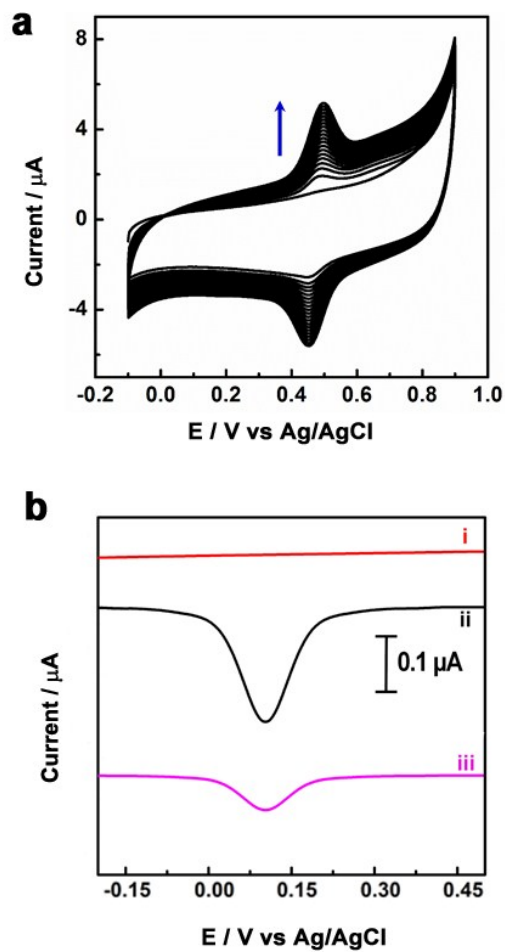 a
8
4
0
-4
Current / μA
-0.2 0.0 0.2 0.4 0.6 0.8 1.0
E / V vs Ag/AgCl
b
i
ii
0.1 μA
iii
Current / μA
-0.15 0.00 0.15 0.30 0.45
E / V vs Ag/AgCl